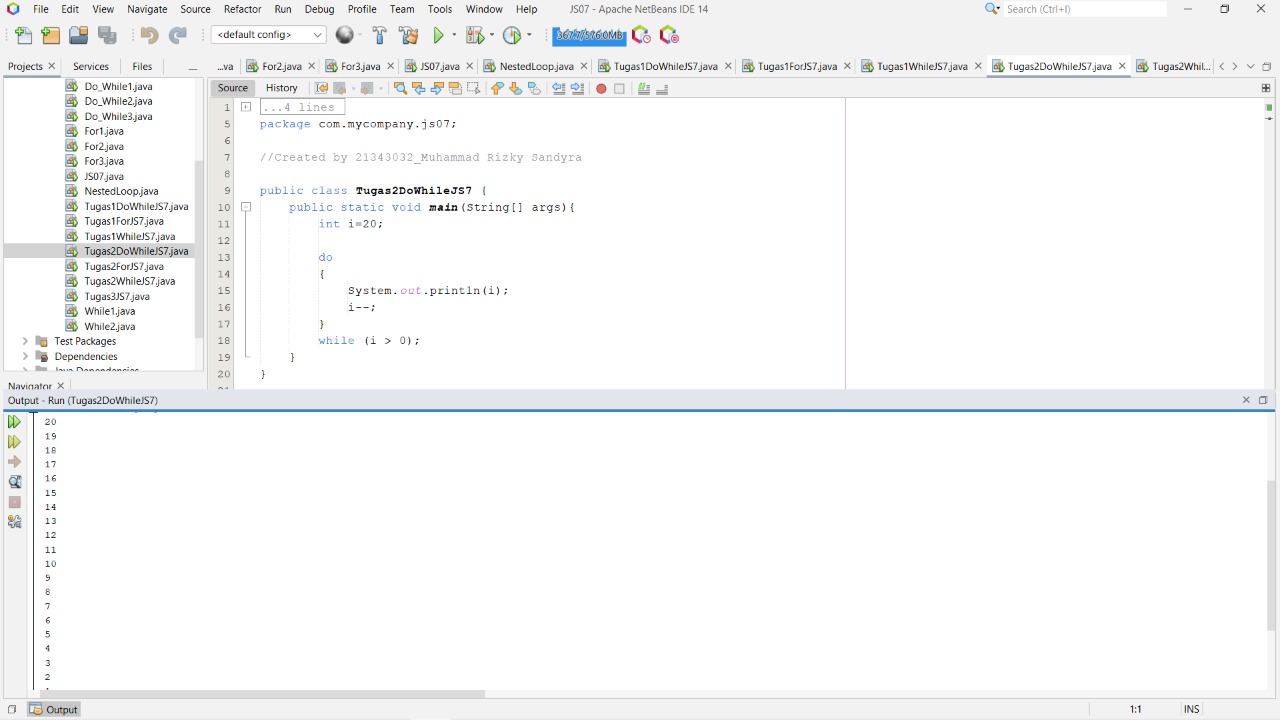 File Edit View Navigate Source Refactor Run Debug Profile Team Tools Window Help JS07 - Apache NetBeans IDE 14 Search (Ctrl+I)
<default config> 367.7/576.0MB
Projects Services Files ...va For2.java For3.java JS07.java NestedLoop.java Tugas1DoWhileJS7.java Tugas1ForJS7.java Tugas1WhileJS7.java Tugas2DoWhileJS7.java Tugas2Whil...
Source History
Do_While1.java
Do_While2.java
Do_While3.java
For1.java
For2.java
For3.java
JS07.java
NestedLoop.java
Tugas1DoWhileJS7.java
Tugas1ForJS7.java
Tugas1WhileJS7.java
Tugas2DoWhileJS7.java
Tugas2ForJS7.java
Tugas2WhileJS7.java
Tugas3JS7.java
While1.java
While2.java
Test Packages
Dependencies
Java Dependencies
Navigator
1 ...4 lines
5 package com.mycompany.js07;
6
7 //Created by 21343032_Muhammad Rizky Sandyra
8
9 public class Tugas2DoWhileJS7 {
10 public static void main(String[] args){
11 int i=20;
12
13 do
14 {
15 System.out.println(i);
16 i--;
17 }
18 while (i > 0);
19 }
20 }
Output - Run (Tugas2DoWhileJS7)
20
19
18
17
16
15
14
13
12
11
10
9
8
7
6
5
4
3
2
Output 1:1 INS